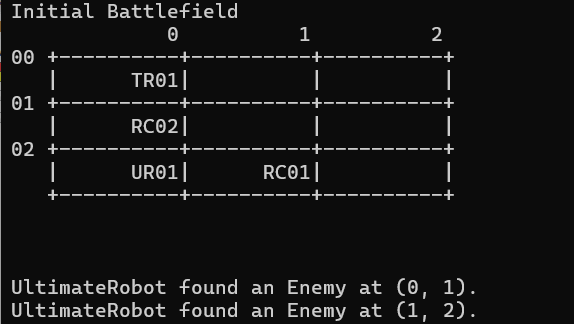 Initial Battlefield
             0          1          2
00 +----------+----------+----------+
   |      TR01|          |          |
01 +----------+----------+----------+
   |      RC02|          |          |
02 +----------+----------+----------+
   |      UR01|      RC01|          |
   +----------+----------+----------+
UltimateRobot found an Enemy at (0, 1).
UltimateRobot found an Enemy at (1, 2).